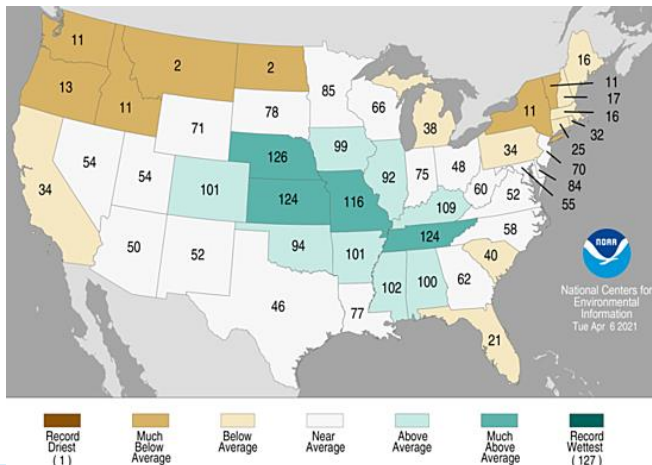 11
2
2
85
16
13
11
11
11
17
16
71
78
66
38
32
126
99
34
25
54
54
92
75
48
70
34
101
124
116
60
52
84
55
109
50
52
94
101
124
58
40
NOAA
46
77
102
100
62
National Centers for
Environmental
Information
Tue Apr 6 2021
21
Record
Driest
(1)
Much
Below
Average
Below
Average
Near
Average
Above
Average
Much
Above
Average
Record
Wettest
(127)